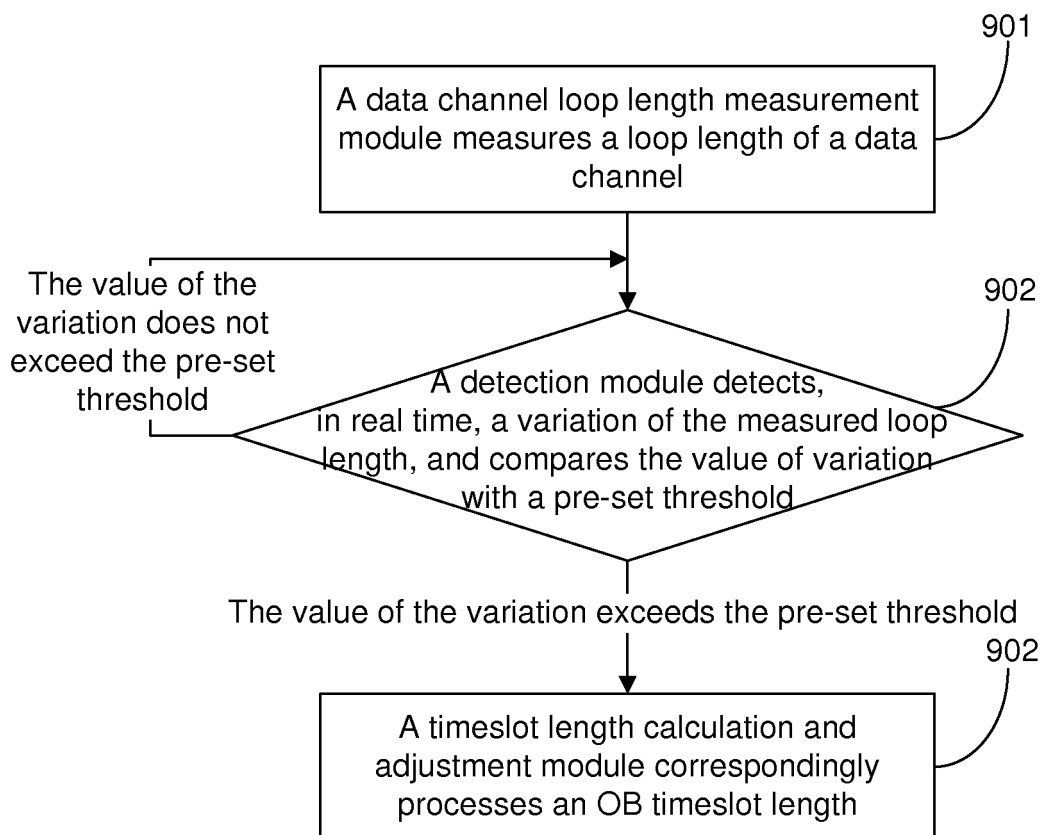 901
A data channel loop length measurement
module measures a loop length of a data
channel
The value of the
variation does not
exceed the pre-set
threshold
902
A detection module detects,
in real time, a variation of the measured loop
length, and compares the value of variation
with a pre-set threshold
The value of the variation exceeds the pre-set threshold
902
A timeslot length calculation and
adjustment module correspondingly
processes an OB timeslot length